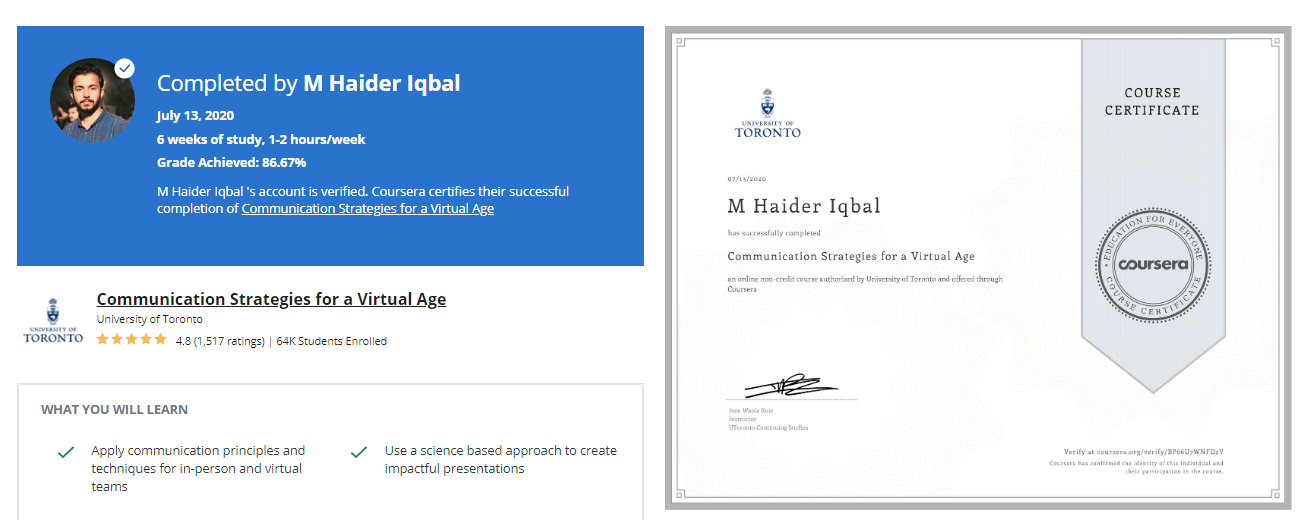 Completed by M Haider Iqbal
July 13, 2020
6 weeks of study, 1-2 hours/week
Grade Achieved: 86.67%
M Haider Iqbal 's account is verified. Coursera certifies their successful
completion of Communication Strategies for a Virtual Age
UNIVERSITY OF
TORONTO
Communication Strategies for a Virtual Age
University of Toronto
4.8 (1,517 ratings) | 64K Students Enrolled
WHAT YOU WILL LEARN
Apply communication principles and
techniques for in-person and virtual
teams
Use a science based approach to create
impactful presentations
UNIVERSITY OF
TORONTO
07/13/2020
M Haider Iqbal
has successfully completed
Communication Strategies for a Virtual Age
an online non-credit course authorized by University of Toronto and offered through
Coursera
Ivan Wanis Ruiz
Instructor
UToronto Continuing Studies
COURSE
CERTIFICATE
EDUCATION FOR EVERYONE
coursera
COURSE CERTIFICATE
Verify at coursera.org/verify/BP66U7WNFD2V
Coursera has confirmed the identity of this individual and
their participation in the course.